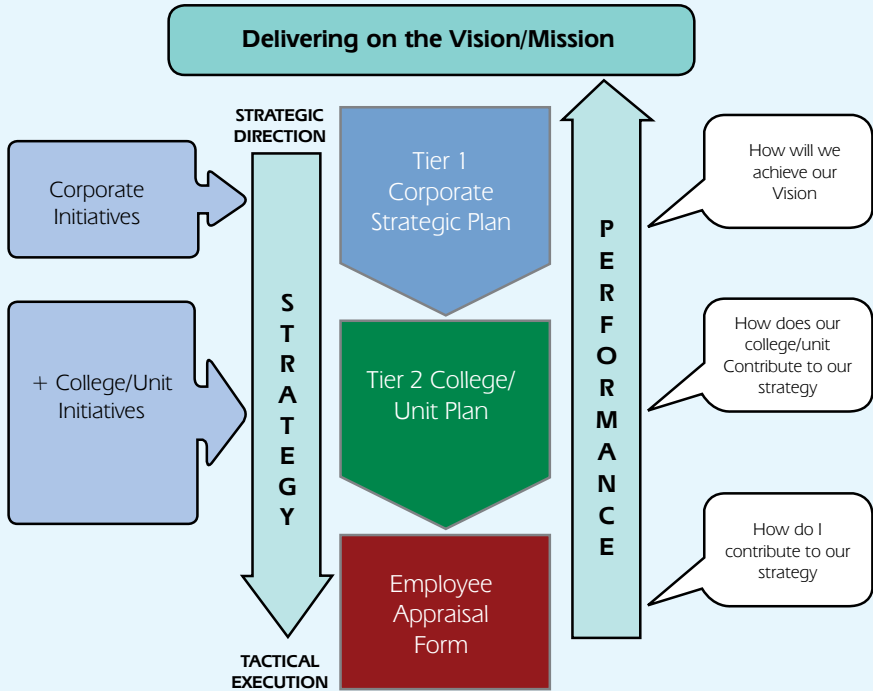 Delivering on the Vision/Mission
STRATEGIC
DIRECTION
Corporate
Initiatives
Tier 1
Corporate
Strategic Plan
How will we
achieve our
Vision
+ College/Unit
Initiatives
STRATEGY
Tier 2 College/
Unit Plan
PERFORMANCE
How does our
college/unit
Contribute to our
strategy
Employee
Appraisal
Form
How do I
contribute to our
strategy
TACTICAL
EXECUTION